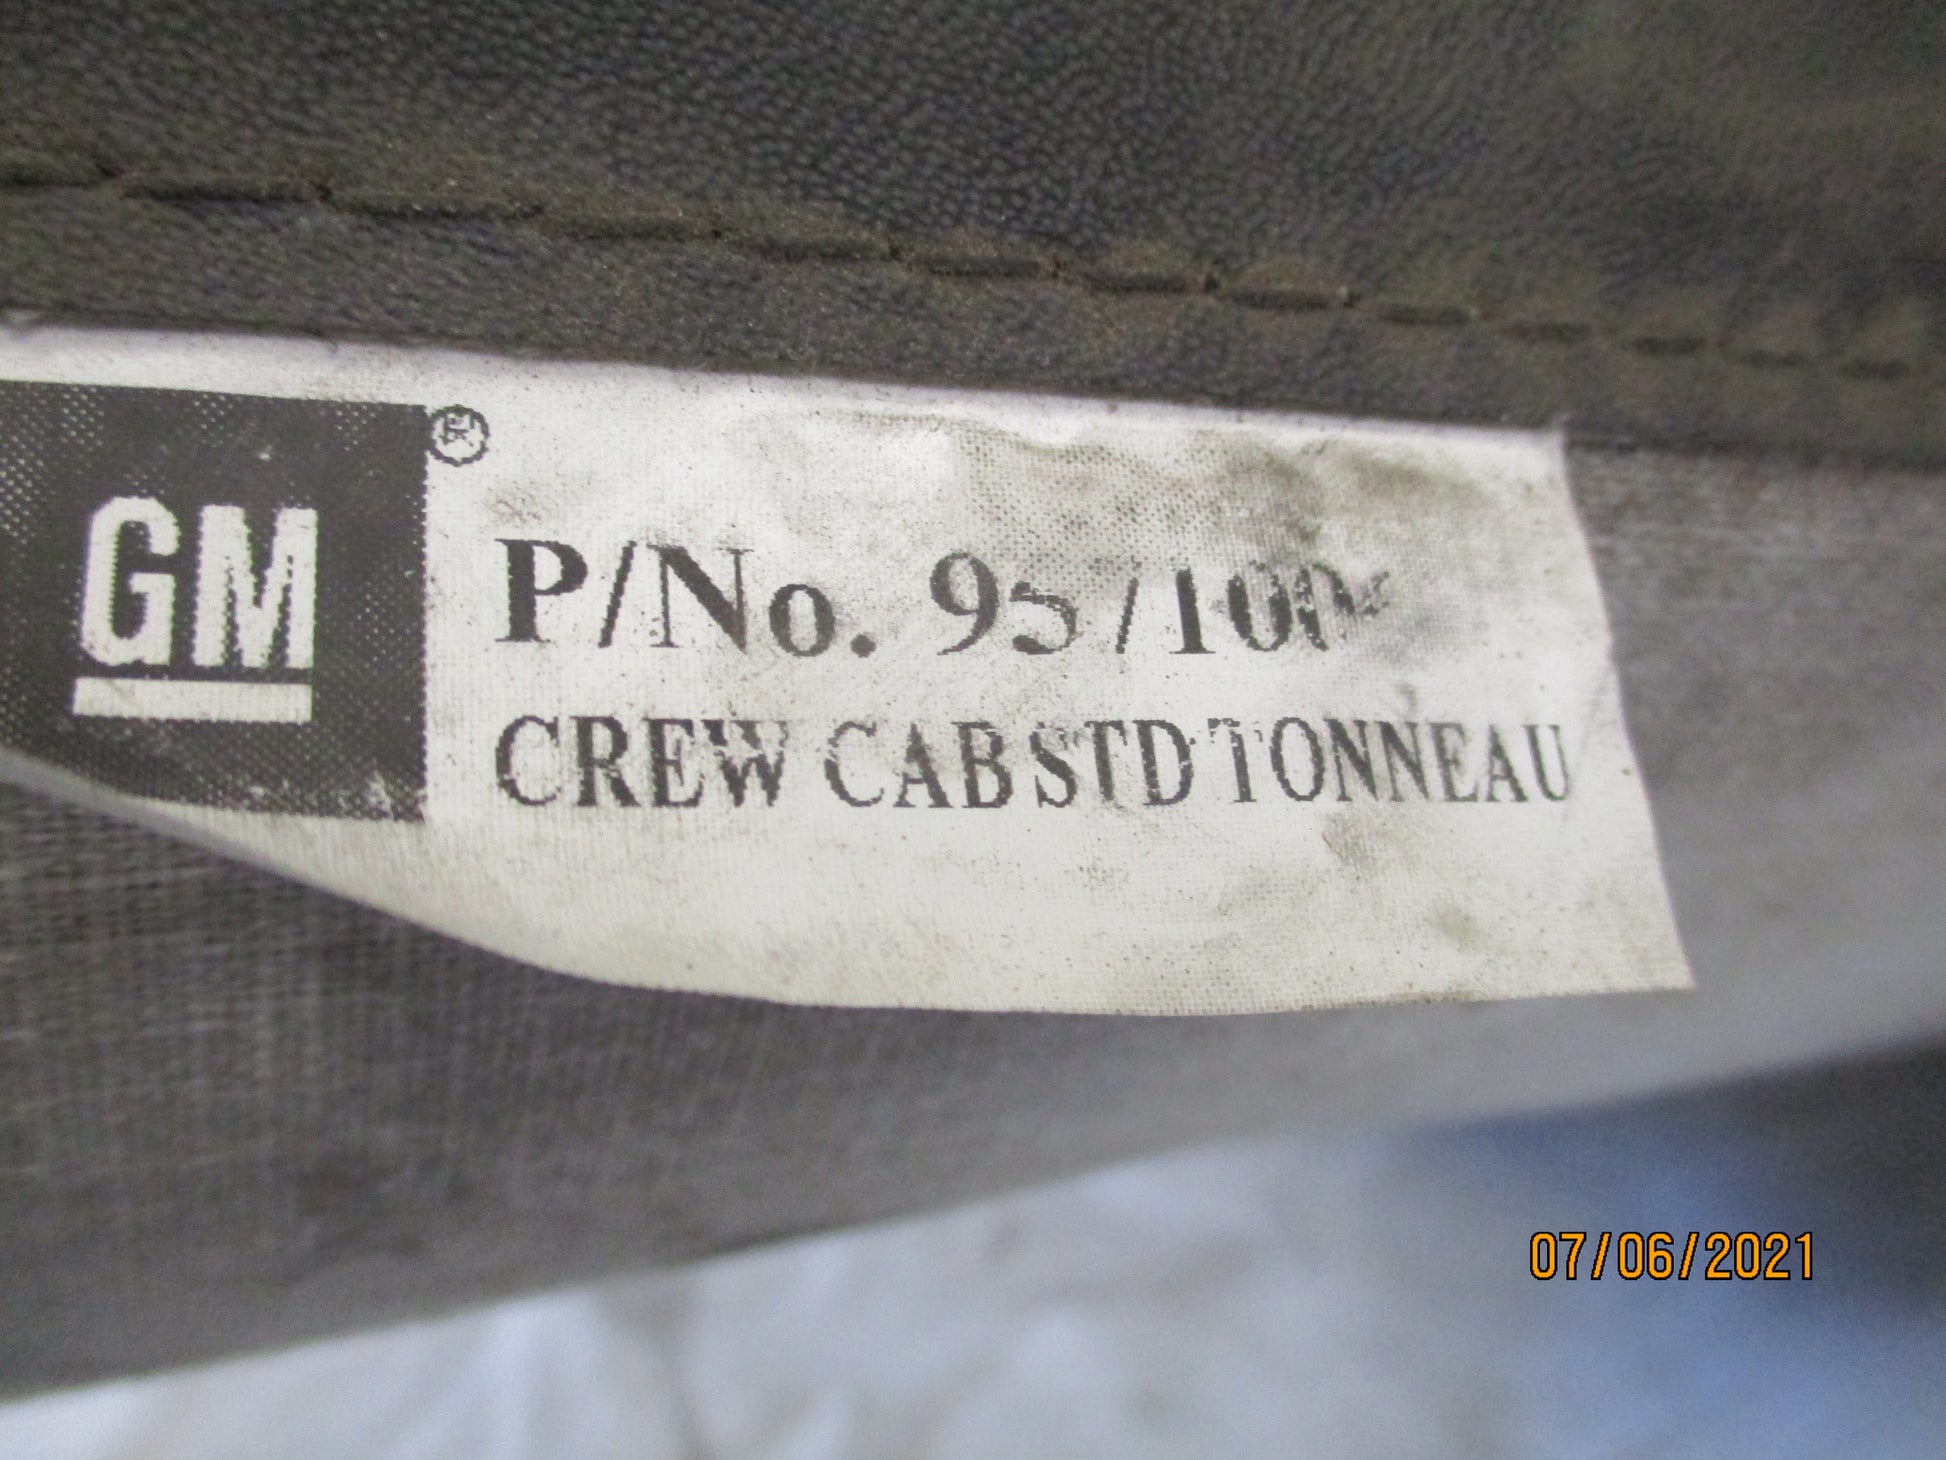 GM ®
P/No.
CREW CAB STD TONNEAU
07/06/2021